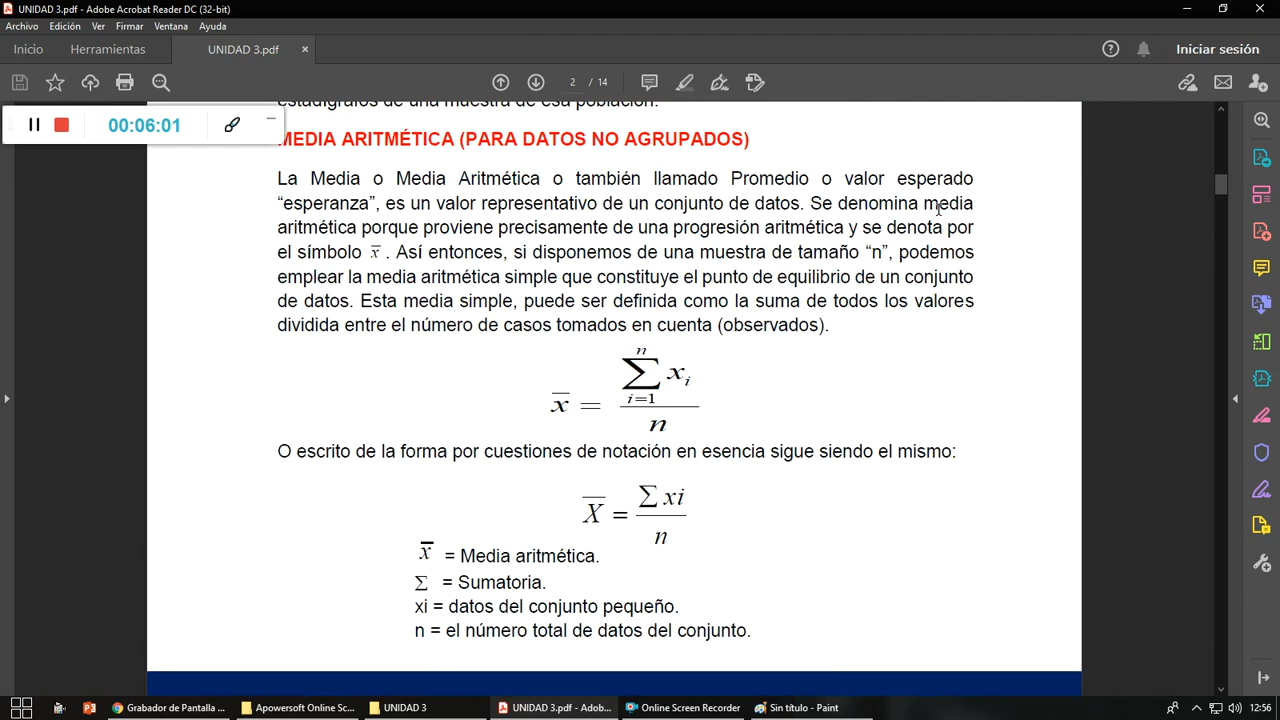 UNIDAD 3.pdf - Adobe Acrobat Reader DC (32-bit)
Archivo Edición Ver Firmar Ventana Ayuda
Inicio Herramientas UNIDAD 3.pdf × Iniciar sesión
2 / 14
estadígrafos de una muestra de esa población.
00:06:01
MEDIA ARITMÉTICA (PARA DATOS NO AGRUPADOS)
La Media o Media Aritmética o también llamado Promedio o valor esperado
“esperanza”, es un valor representativo de un conjunto de datos. Se denomina media
aritmética porque proviene precisamente de una progresión aritmética y se denota por
el símbolo x̅ . Así entonces, si disponemos de una muestra de tamaño “n”, podemos
emplear la media aritmética simple que constituye el punto de equilibrio de un conjunto
de datos. Esta media simple, puede ser definida como la suma de todos los valores
dividida entre el número de casos tomados en cuenta (observados).
n
∑ xi
i=1
x̅ =
n
O escrito de la forma por cuestiones de notación en esencia sigue siendo el mismo:
∑ xi
X̅ =
n
x̅ = Media aritmética.
Σ = Sumatoria.
xi = datos del conjunto pequeño.
n = el número total de datos del conjunto.
Grabador de Pantalla ... Apowersoft Online Sc... UNIDAD 3 UNIDAD 3.pdf - Adob... Online Screen Recorder Sin título - Paint 12:56